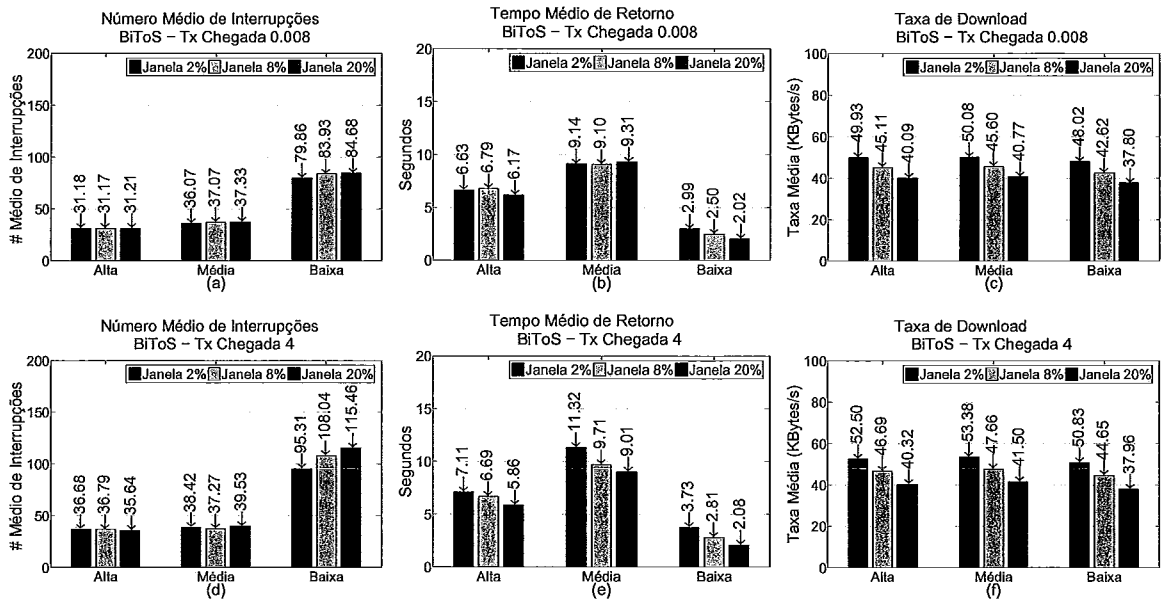 Número Médio de Interrupções
BiToS – Tx Chegada 0.008
# Médio de Interrupções
200
150
100
50
0
Janela 2% Janela 8% Janela 20%
31.18 31.17 31.21
36.07 37.07 37.33
79.86 83.93 84.68
Alta Média Baixa
(a)
Tempo Médio de Retorno
BiToS – Tx Chegada 0.008
Segundos
20
15
10
5
0
Janela 2% Janela 8% Janela 20%
6.63 6.79 6.17
9.14 9.10 9.31
2.99 2.50 2.02
Alta Média Baixa
(b)
Taxa de Download
BiToS – Tx Chegada 0.008
Taxa Média (KBytes/s)
100
80
60
40
20
0
Janela 2% Janela 8% Janela 20%
49.93 45.11 40.09
50.08 45.60 40.77
48.02 42.62 37.80
Alta Média Baixa
(c)
Número Médio de Interrupções
BiToS – Tx Chegada 4
# Médio de Interrupções
200
150
100
50
0
Janela 2% Janela 8% Janela 20%
36.68 36.79 35.64
38.42 37.27 39.53
95.31 108.04 115.46
Alta Média Baixa
(d)
Tempo Médio de Retorno
BiToS – Tx Chegada 4
Segundos
20
15
10
5
0
Janela 2% Janela 8% Janela 20%
7.11 6.69 5.86
11.32 9.71 9.01
3.73 2.81 2.08
Alta Média Baixa
(e)
Taxa de Download
BiToS – Tx Chegada 4
Taxa Média (KBytes/s)
100
80
60
40
20
0
Janela 2% Janela 8% Janela 20%
52.50 46.69 40.32
53.38 47.66 41.50
50.83 44.65 37.96
Alta Média Baixa
(f)